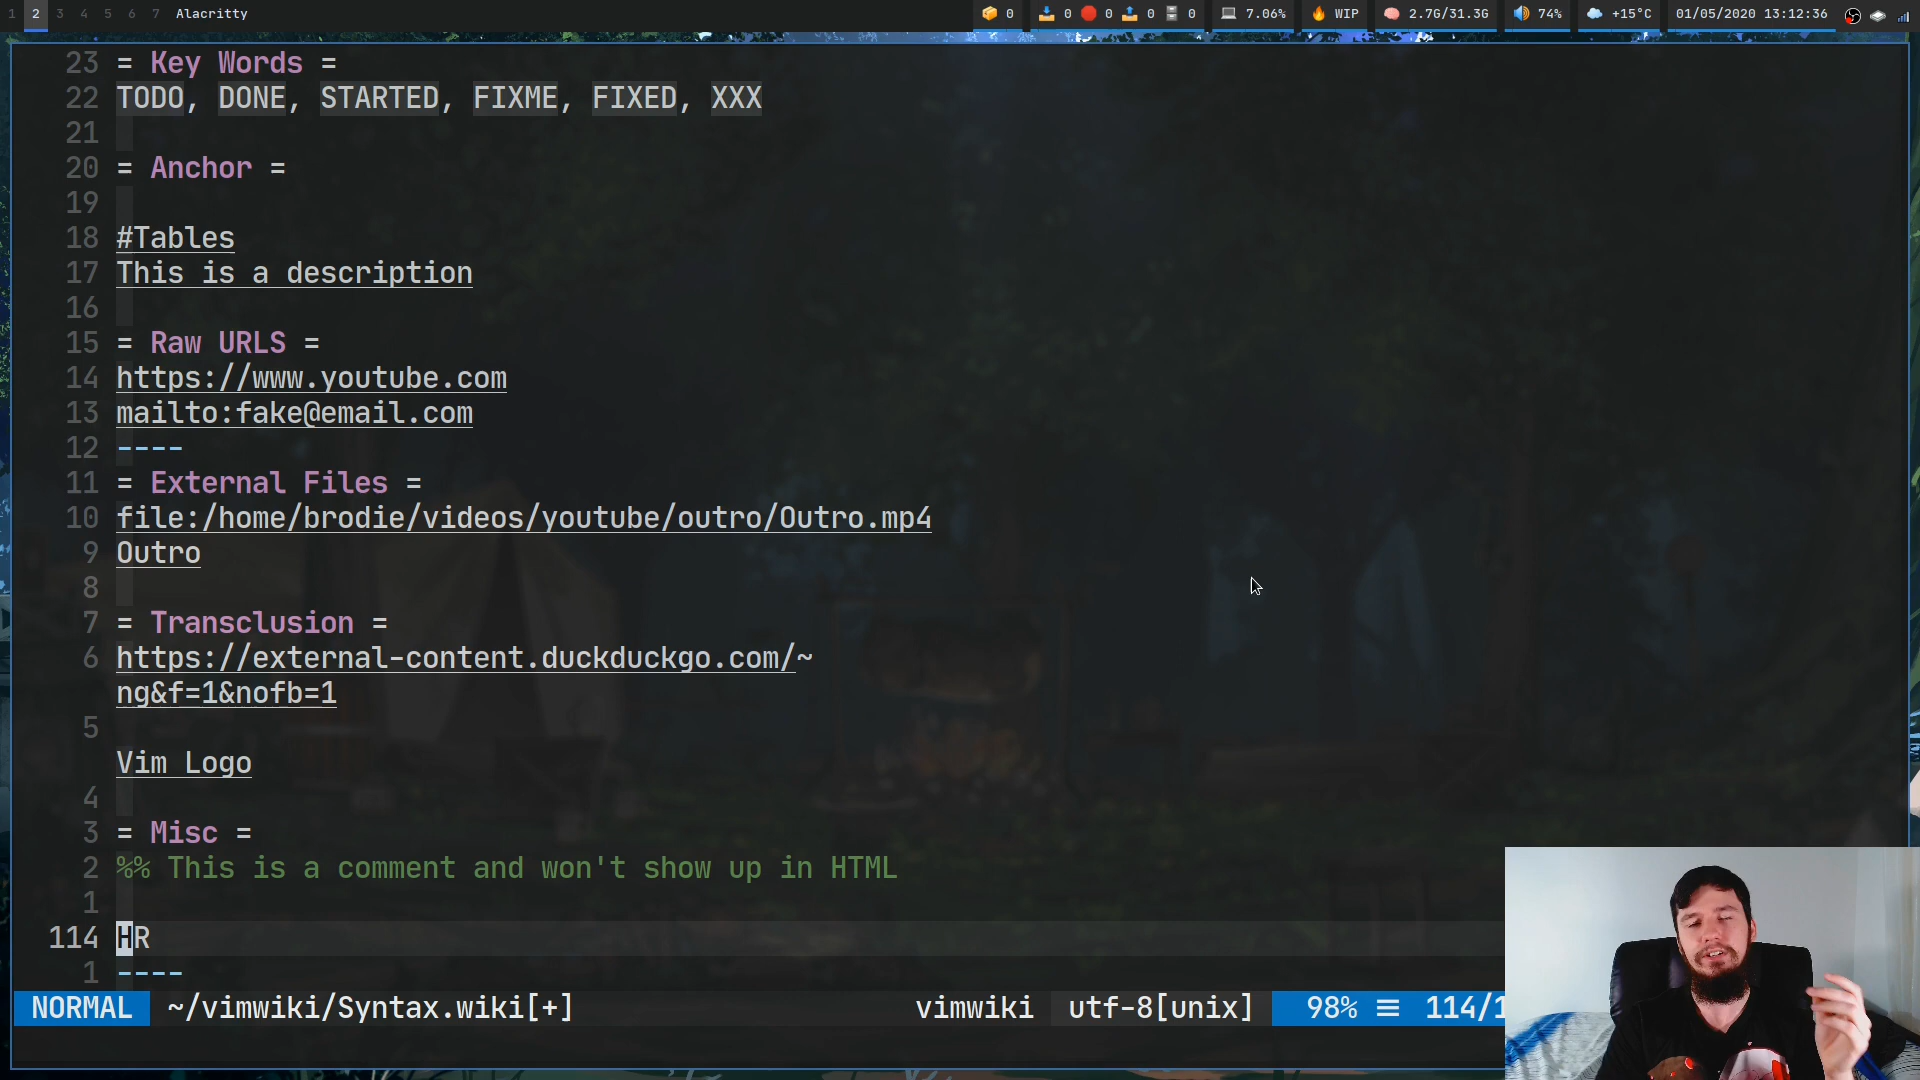 1 2 3 4 5 6 7 Alacritty 0 0 0 0 0 7.06% WIP 2.7G/31.3G 74% +15°C 01/05/2020 13:12:36
23 = Key Words =
22 TODO, DONE, STARTED, FIXME, FIXED, XXX
21
20 = Anchor =
19
18 #Tables
17 This is a description
16
15 = Raw URLS =
14 https://www.youtube.com
13 mailto:fake@email.com
12 ----
11 = External Files =
10 file:/home/brodie/videos/youtube/outro/Outro.mp4
9 Outro
8
7 = Transclusion =
6 https://external-content.duckduckgo.com/~
ng&f=1&nofb=1
5
Vim Logo
4
3 = Misc =
2 %% This is a comment and won't show up in HTML
1
114 HR
1 ----
NORMAL ~/vimwiki/Syntax.wiki[+] vimwiki utf-8[unix] 98% ≡ 114/1